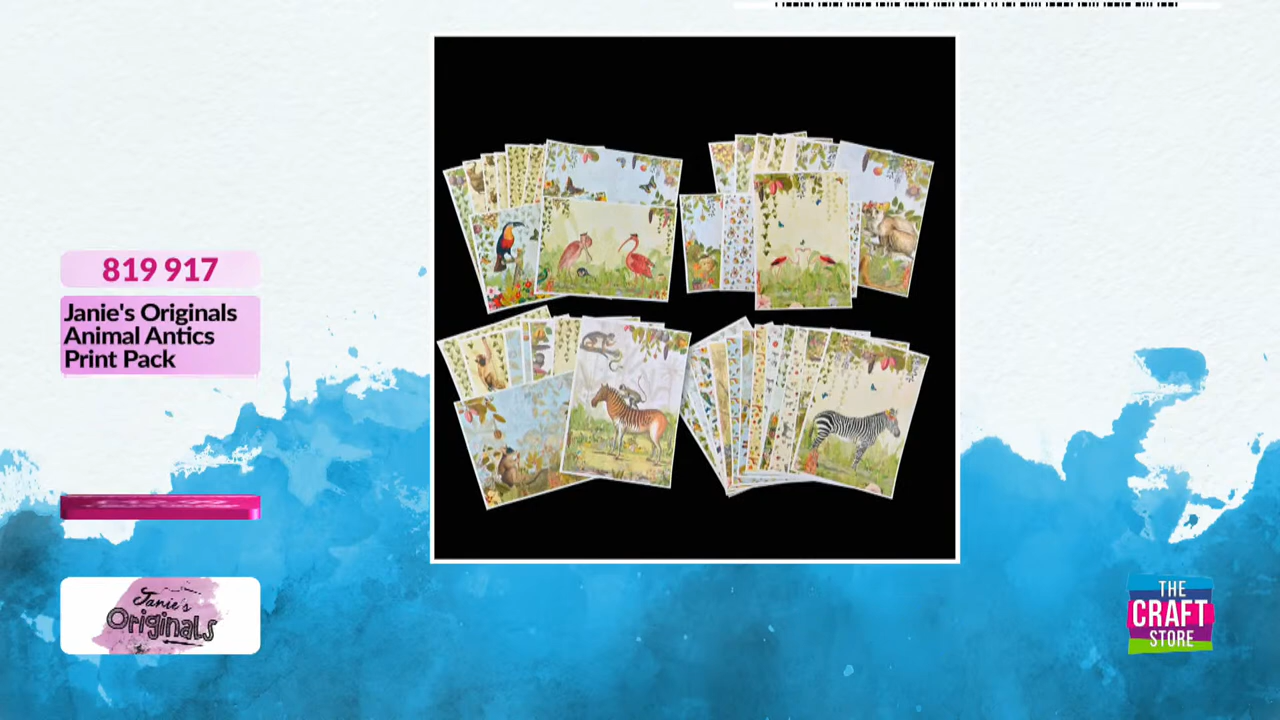 819 917
Janie's Originals
Animal Antics
Print Pack
Janie's
Originals
THE
CRAFT
STORE